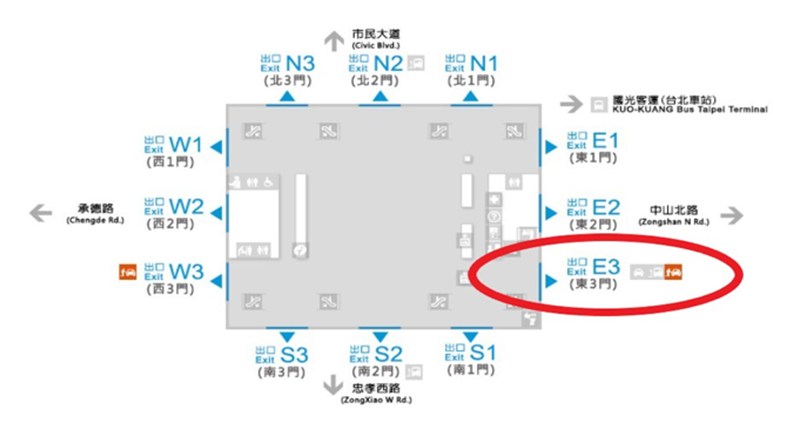 市民大道
(Civic Blvd.)
出口 Exit N3
(北3門)
出口 Exit N2
(北2門)
出口 Exit N1
(北1門)
國光客運(台北車站)
KUO-KUANG Bus Taipei Terminal
出口 Exit W1
(西1門)
出口 Exit E1
(東1門)
承德路
(Chengde Rd.)
出口 Exit W2
(西2門)
出口 Exit E2
(東2門)
中山北路
(Zongshan N Rd.)
出口 Exit W3
(西3門)
出口 Exit E3
(東3門)
出口 Exit S3
(南3門)
出口 Exit S2
(南2門)
出口 Exit S1
(南1門)
忠孝西路
(ZongXiao W Rd.)